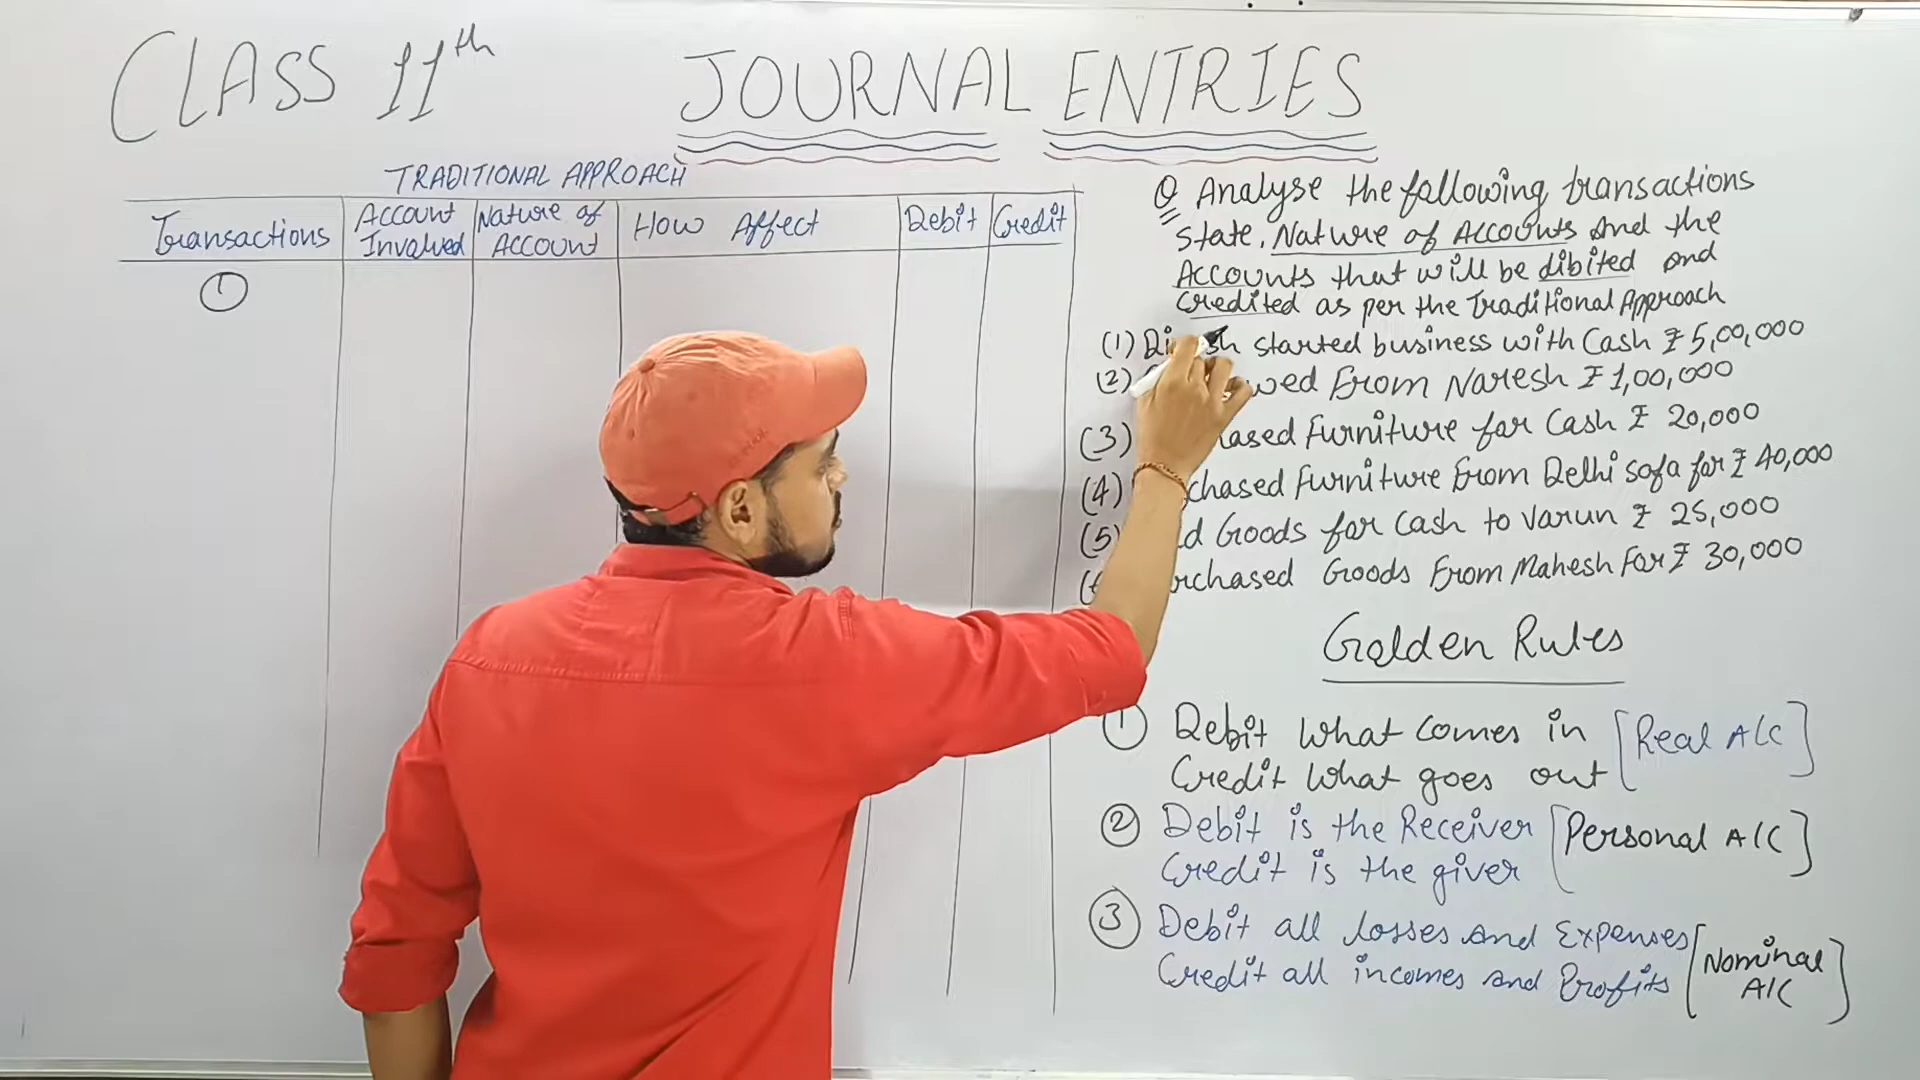 CLASS 11th
JOURNAL ENTRIES
TRADITIONAL APPROACH
Transactions
Account Involved
Nature of Account
How Affect
Debit
Credit
①
Q Analyse the following transactions
State, Nature of Accounts And the
Accounts that will be dibited and
Credited as per the Traditional Approach
(1) started business with Cash ₹ 5,00,000
(2) From Naresh ₹ 1,00,000
(3) Furniture for Cash ₹ 20,000
(4) Furniture From Delhi sofa for ₹ 40,000
(5) Goods for Cash to Varun ₹ 25,000
Goods From Mahesh For ₹ 30,000
Golden Rules
① Debit What Comes in [Real A/C]
Credit What goes out
② Debit is the Receiver [Personal A/C]
Credit is the giver
③ Debit all losses and Expenses [Nominal A/C]
Credit all incomes and Profits